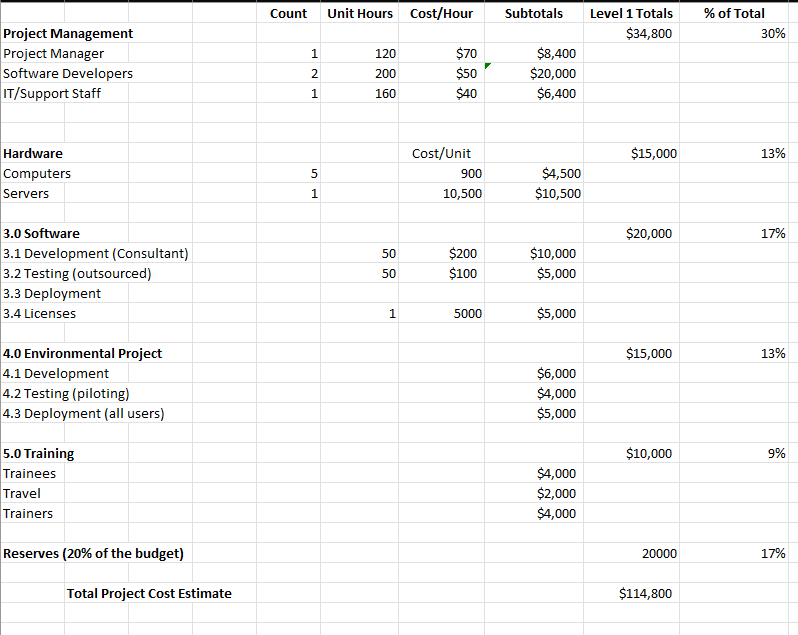 Count Unit Hours Cost/Hour Subtotals Level 1 Totals % of Total
Project Management $34,800 30%
Project Manager 1 120 $70 $8,400
Software Developers 2 200 $50 $20,000
IT/Support Staff 1 160 $40 $6,400
Hardware Cost/Unit $15,000 13%
Computers 5 900 $4,500
Servers 1 10,500 $10,500
3.0 Software $20,000 17%
3.1 Development (Consultant) 50 $200 $10,000
3.2 Testing (outsourced) 50 $100 $5,000
3.3 Deployment
3.4 Licenses 1 5000 $5,000
4.0 Environmental Project $15,000 13%
4.1 Development $6,000
4.2 Testing (piloting) $4,000
4.3 Deployment (all users) $5,000
5.0 Training $10,000 9%
Trainees $4,000
Travel $2,000
Trainers $4,000
Reserves (20% of the budget) 20000 17%
Total Project Cost Estimate $114,800